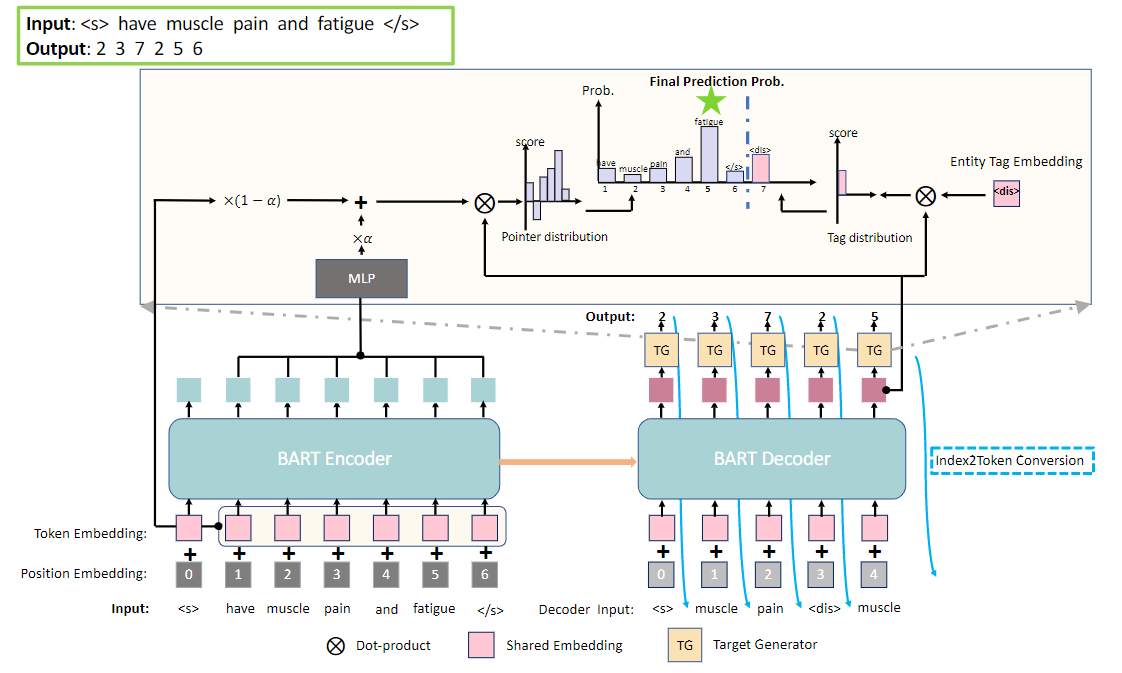 Input: <s> have muscle pain and fatigue </s>
Output: 2 3 7 2 5 6
Final Prediction Prob.
Prob.
fatigue
score
have muscle pain and </s> <dis>
1 2 3 4 5 6 7
score
Entity Tag Embedding
<dis>
×(1 − α)
+
×α
Pointer distribution
Tag distribution
MLP
Output: 2 3 7 2 5
TG TG TG TG TG
BART Encoder
BART Decoder
Index2Token Conversion
Token Embedding:
+ + + + + + +
+ + + + +
Position Embedding: 0 1 2 3 4 5 6
0 1 2 3 4
Input: <s> have muscle pain and fatigue </s>
Decoder Input: <s> muscle pain <dis> muscle
Dot-product
Shared Embedding
TG Target Generator